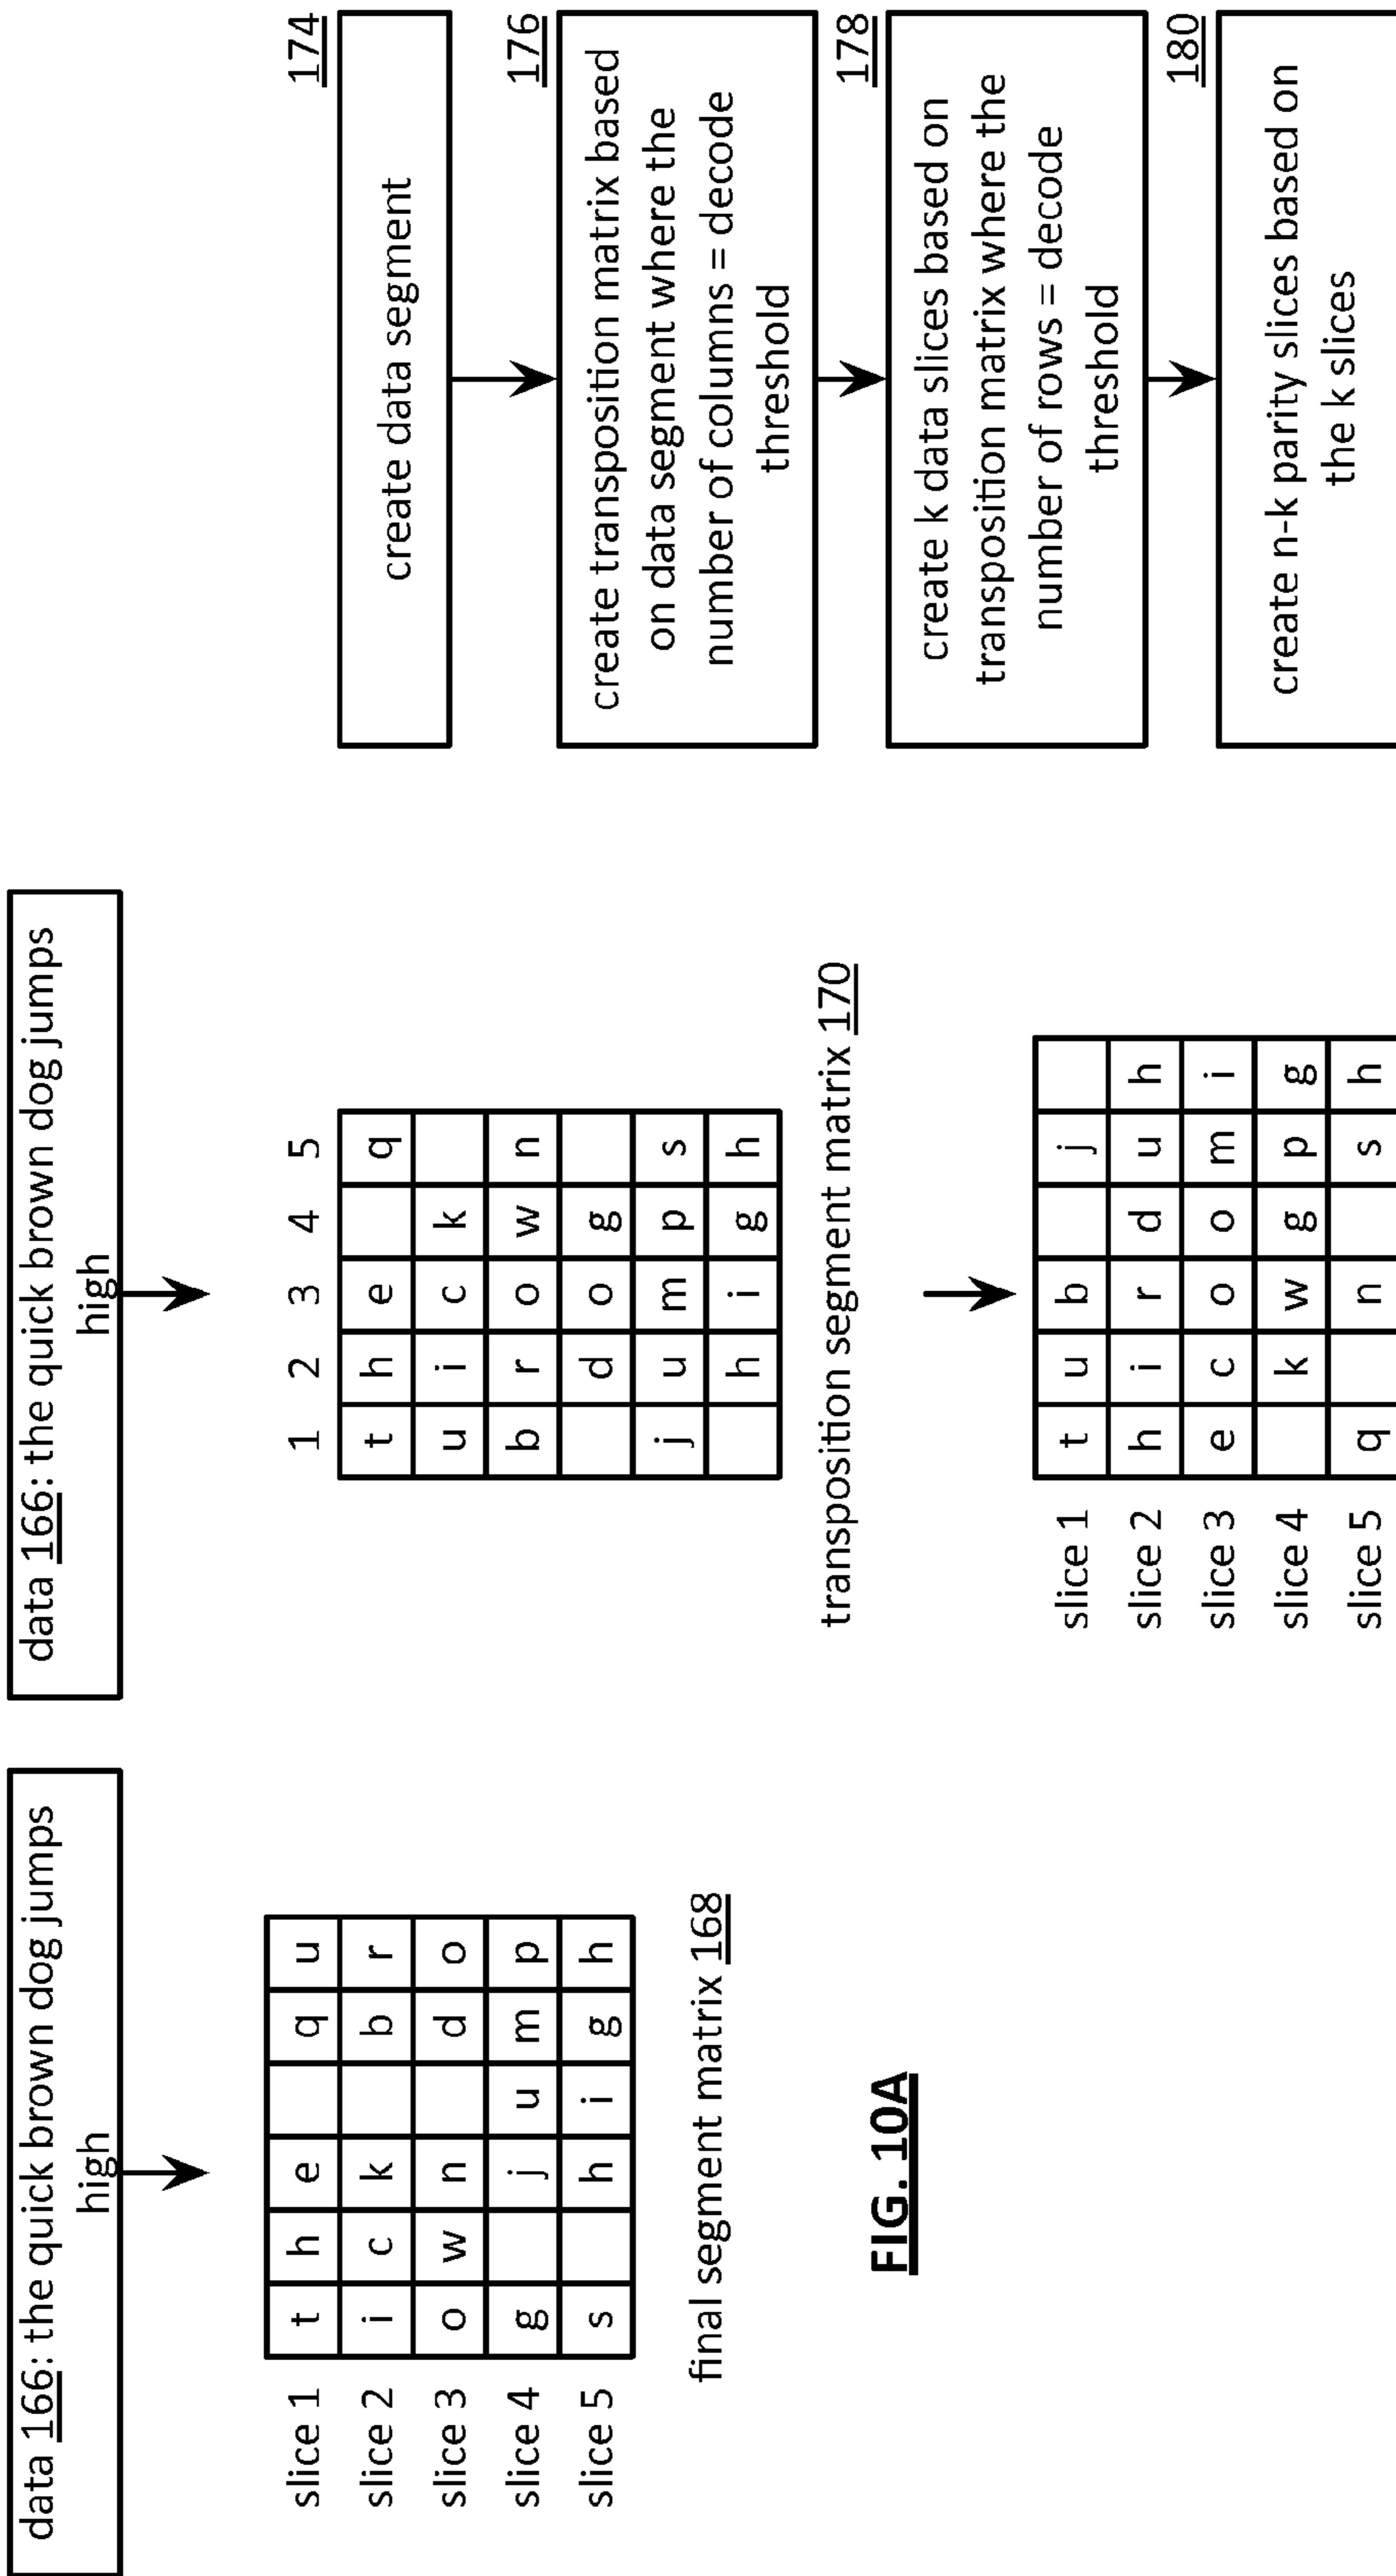 data 166: the quick brown dog jumps
high
slice 1 t h e q u
slice 2 i c k b r
slice 3 o w n d o
slice 4 g j u m p
slice 5 s h i g h
final segment matrix 168
FIG. 10A
data 166: the quick brown dog jumps
high
1 2 3 4 5
t h e q
u i c k
b r o w n
d o g
j u m p s
h i g h
transposition segment matrix 170
slice 1 t u b j
slice 2 h i r d u h
slice 3 e c o o m i
slice 4 k w g p g
slice 5 q n s h
174
create data segment
176
create transposition matrix based
on data segment where the
number of columns = decode
threshold
178
create k data slices based on
transposition matrix where the
number of rows = decode
threshold
180
create n-k parity slices based on
the k slices